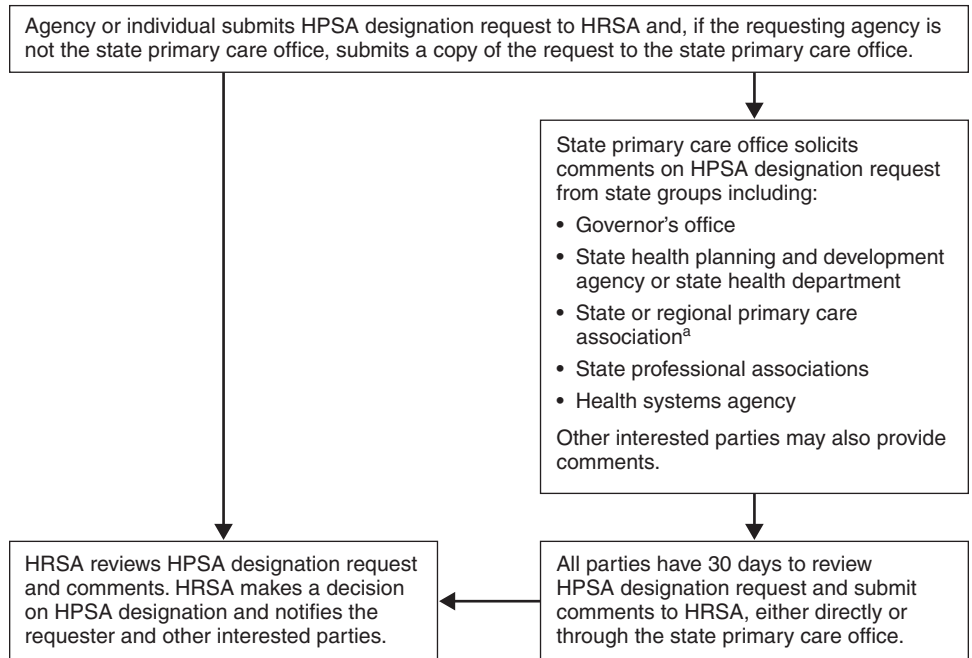 Agency or individual submits HPSA designation request to HRSA and, if the requesting agency is
not the state primary care office, submits a copy of the request to the state primary care office.
State primary care office solicits
comments on HPSA designation request
from state groups including:
• Governor's office
• State health planning and development
agency or state health department
• State or regional primary care
associationᵃ
• State professional associations
• Health systems agency
Other interested parties may also provide
comments.
HRSA reviews HPSA designation request
and comments. HRSA makes a decision
on HPSA designation and notifies the
requester and other interested parties.
All parties have 30 days to review
HPSA designation request and submit
comments to HRSA, either directly or
through the state primary care office.